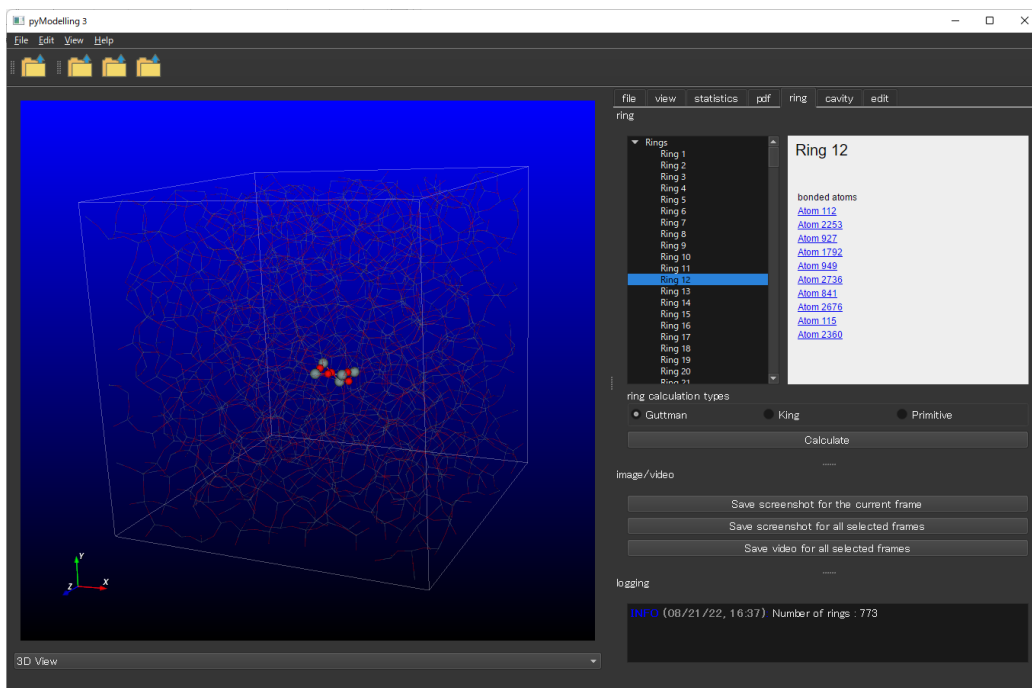 pyModelling 3
File Edit View Help
file view statistics pdf ring cavity edit
ring
Rings
Ring 1
Ring 2
Ring 3
Ring 4
Ring 5
Ring 6
Ring 7
Ring 8
Ring 9
Ring 10
Ring 11
Ring 12
Ring 13
Ring 14
Ring 15
Ring 16
Ring 17
Ring 18
Ring 19
Ring 20
Ring 21
Ring 12
bonded atoms
Atom 112
Atom 2253
Atom 927
Atom 1792
Atom 949
Atom 2736
Atom 841
Atom 2676
Atom 115
Atom 2360
ring calculation types
Guttman King Primitive
Calculate
image/video
Save screenshot for the current frame
Save screenshot for all selected frames
Save video for all selected frames
logging
INFO (08/21/22, 16:37) Number of rings : 773
Y
Z X
3D View